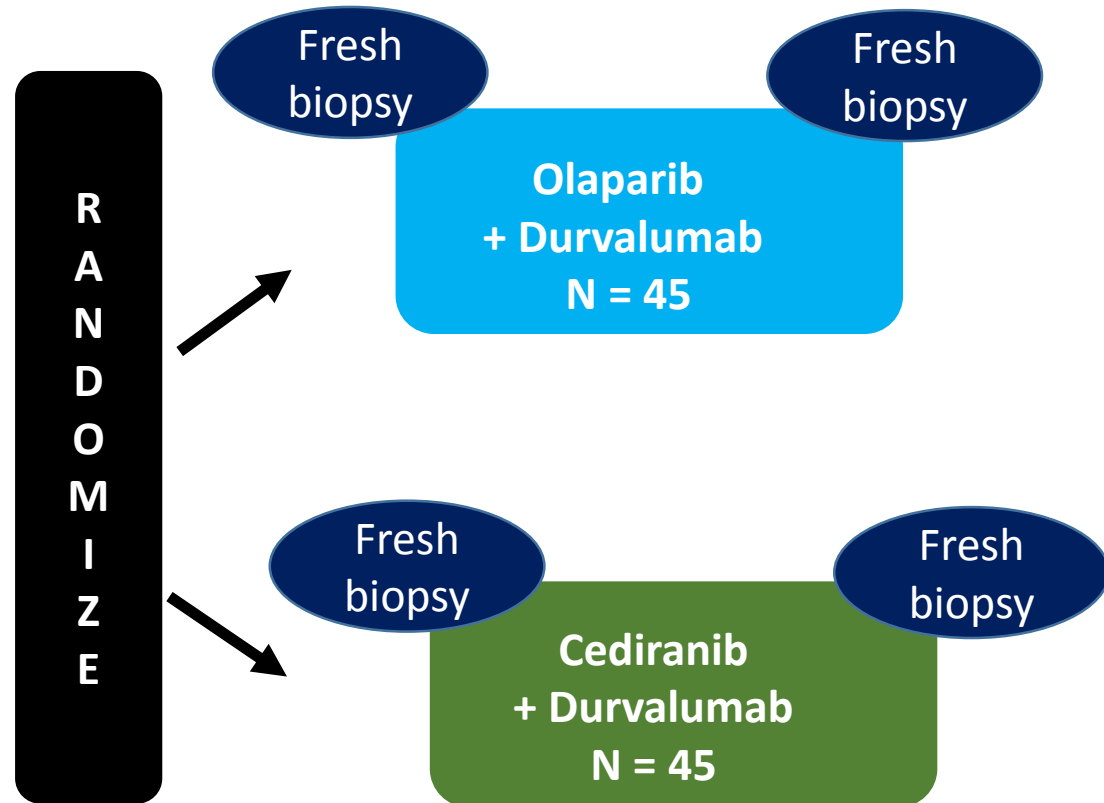 R
A
N
D
O
M
I
Z
E
Fresh
biopsy
Fresh
biopsy
Olaparib
+ Durvalumab
N = 45
Fresh
biopsy
Fresh
biopsy
Cediranib
+ Durvalumab
N = 45